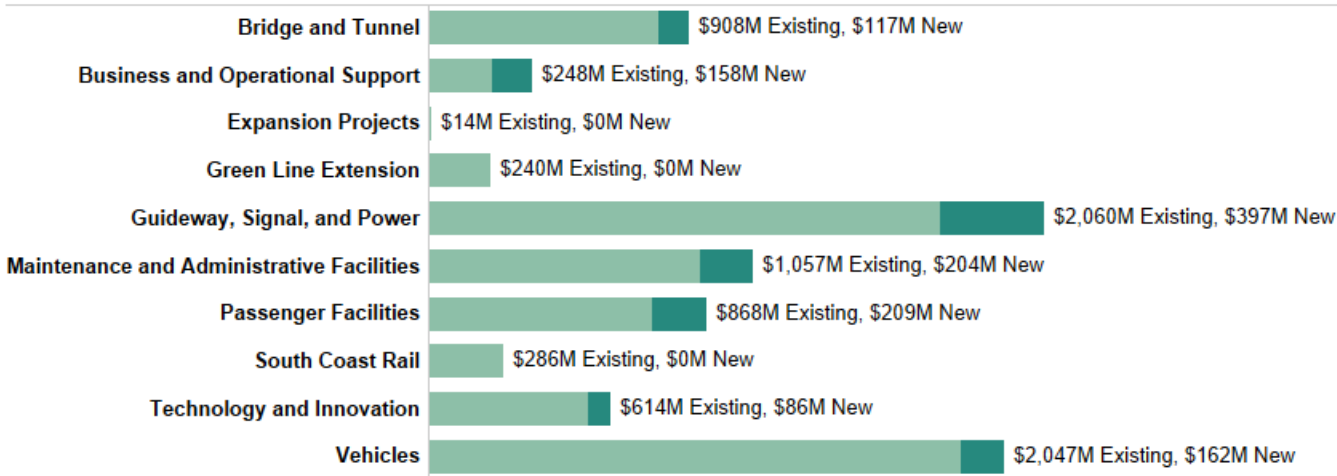 Bridge and Tunnel $908M Existing, $117M New
Business and Operational Support $248M Existing, $158M New
Expansion Projects $14M Existing, $0M New
Green Line Extension $240M Existing, $0M New
Guideway, Signal, and Power $2,060M Existing, $397M New
Maintenance and Administrative Facilities $1,057M Existing, $204M New
Passenger Facilities $868M Existing, $209M New
South Coast Rail $286M Existing, $0M New
Technology and Innovation $614M Existing, $86M New
Vehicles $2,047M Existing, $162M New